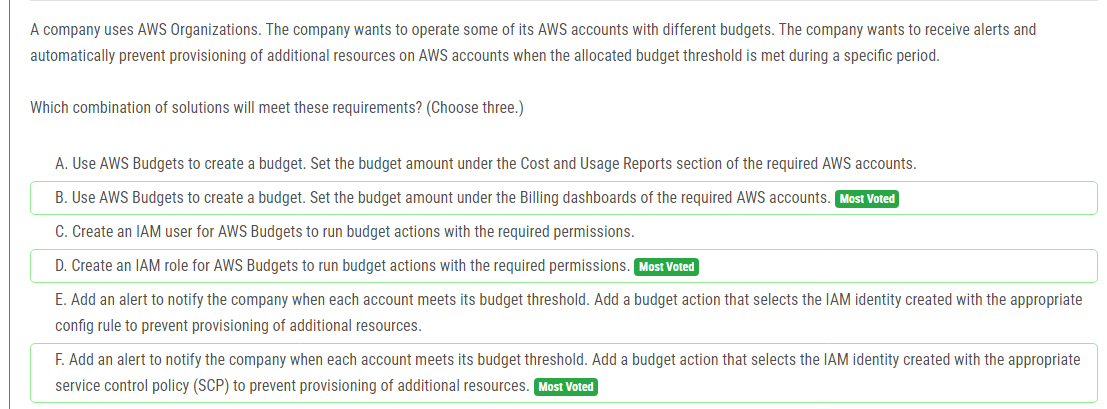 A company uses AWS Organizations. The company wants to operate some of its AWS accounts with different budgets. The company wants to receive alerts and
automatically prevent provisioning of additional resources on AWS accounts when the allocated budget threshold is met during a specific period.
Which combination of solutions will meet these requirements? (Choose three.)
A. Use AWS Budgets to create a budget. Set the budget amount under the Cost and Usage Reports section of the required AWS accounts.
B. Use AWS Budgets to create a budget. Set the budget amount under the Billing dashboards of the required AWS accounts. Most Voted
C. Create an IAM user for AWS Budgets to run budget actions with the required permissions.
D. Create an IAM role for AWS Budgets to run budget actions with the required permissions. Most Voted
E. Add an alert to notify the company when each account meets its budget threshold. Add a budget action that selects the IAM identity created with the appropriate
config rule to prevent provisioning of additional resources.
F. Add an alert to notify the company when each account meets its budget threshold. Add a budget action that selects the IAM identity created with the appropriate
service control policy (SCP) to prevent provisioning of additional resources. Most Voted